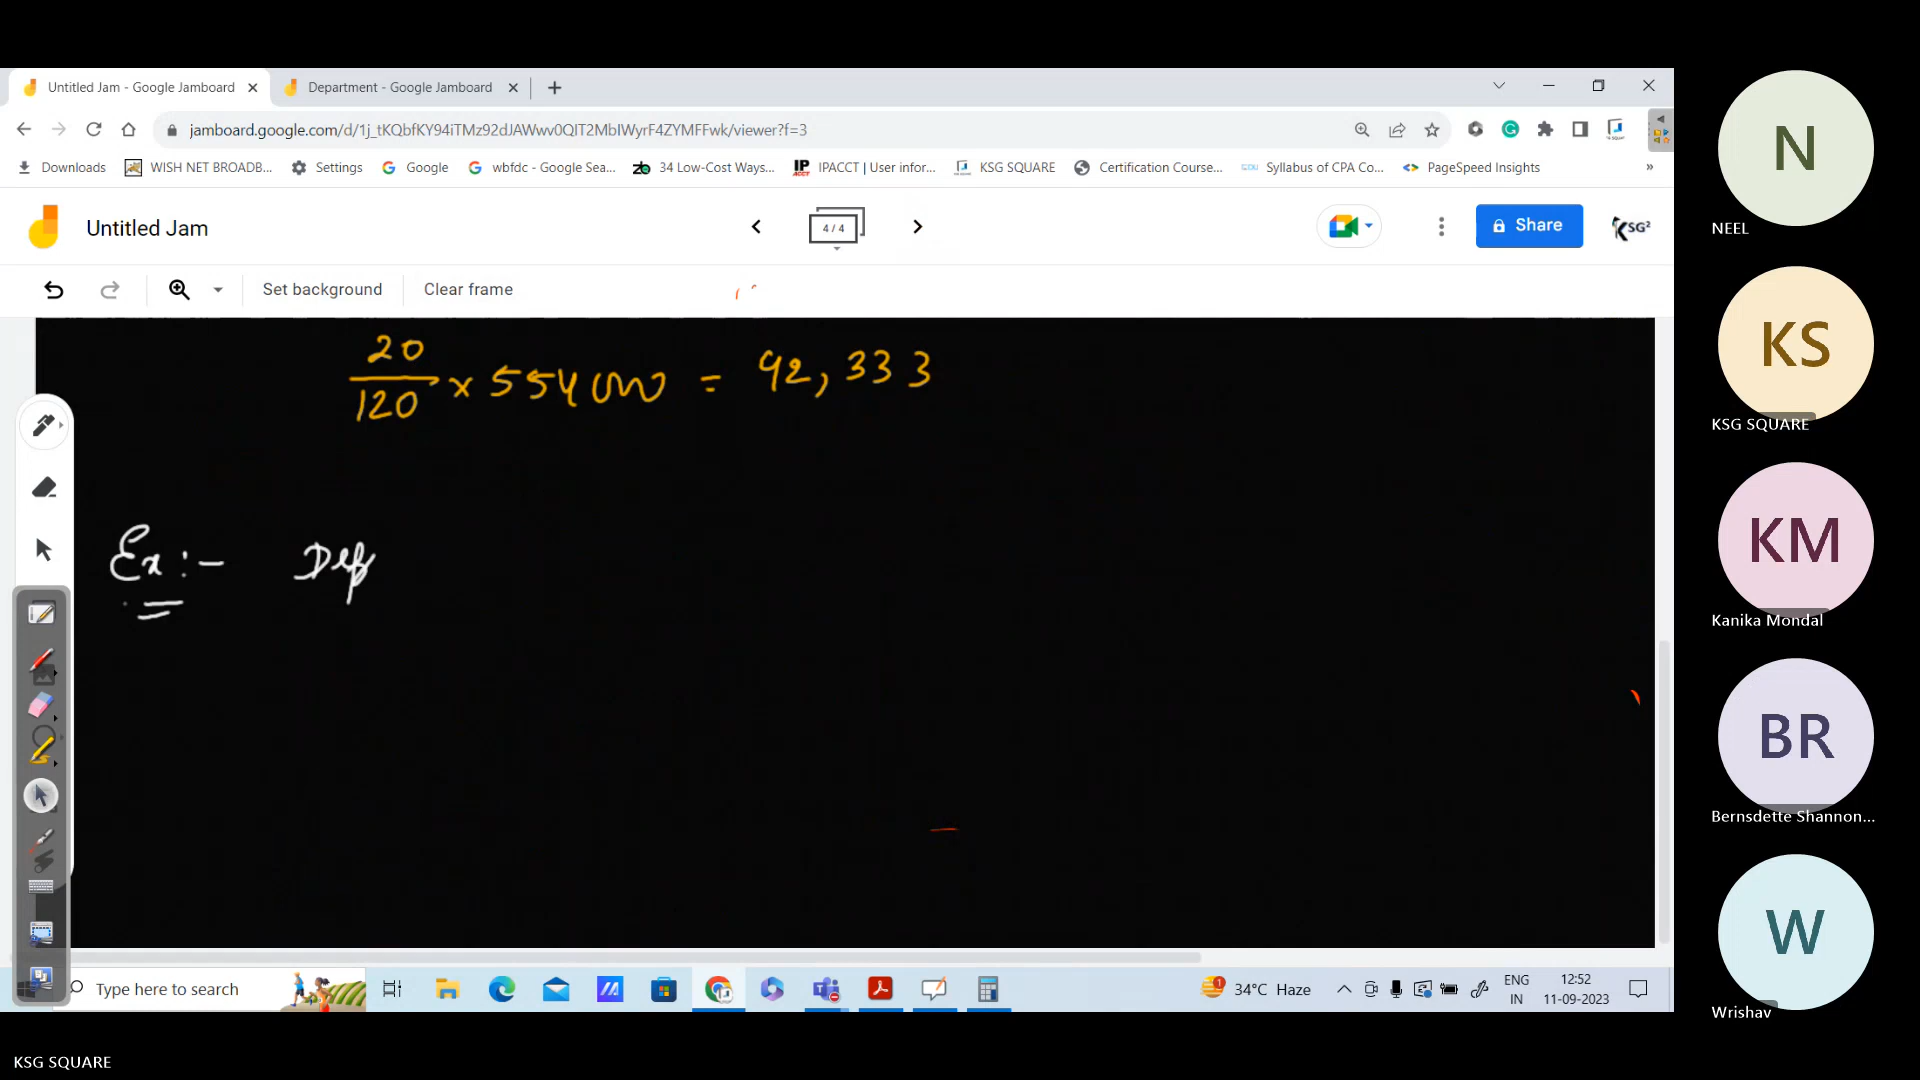 Untitled Jam - Google Jamboard
Department - Google Jamboard
jamboard.google.com/d/1j_tKQbfKY94iTMz92dJAWwv0QlT2MbIWyrF4ZYMFFwk/viewer?f=3
Downloads
WISH NET BROADB...
Settings
Google
wbfdc - Google Sea...
34 Low-Cost Ways...
IPACCT | User infor...
KSG SQUARE
Certification Course...
Syllabus of CPA Co...
PageSpeed Insights
»
Untitled Jam
4 / 4
Share
KSG²
Set background
Clear frame
20
120 × 554000 = 92,333
Ex :-
Type here to search
34°C Haze
ENG
IN
12:52
11-09-2023
N
NEEL
KS
KSG SQUARE
KM
Kanika Mondal
BR
Bernsdette Shannon...
W
Wrishav
KSG SQUARE